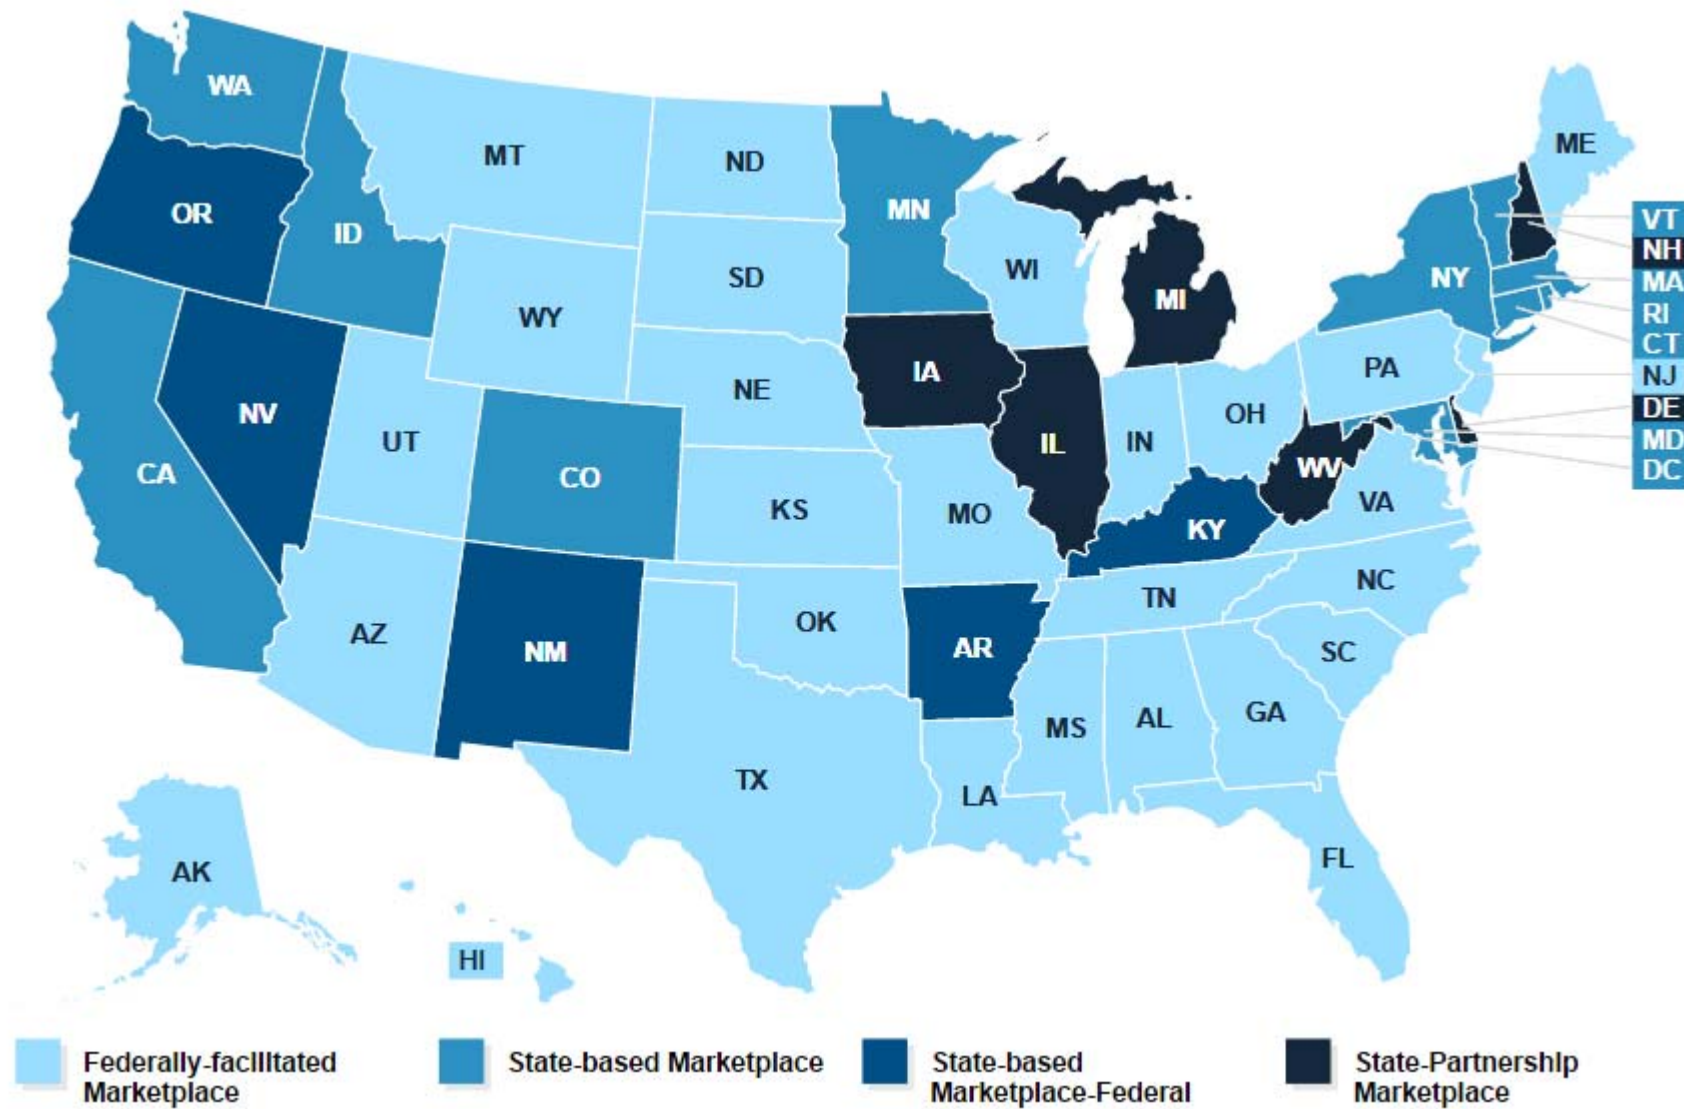 WA
MT
ND
ME
OR
ID
MN
VT
NH
SD
WI
NY
MA
MI
RI
WY
CT
IA
PA
NJ
NE
DE
NV
UT
OH
MD
IL
IN
CA
CO
WV
DC
KS
MO
VA
KY
NC
TN
AZ
OK
NM
AR
SC
GA
MS
AL
TX
LA
FL
AK
HI
Federally-facilitated
Marketplace
State-based Marketplace
State-based
Marketplace-Federal
State-Partnership
Marketplace